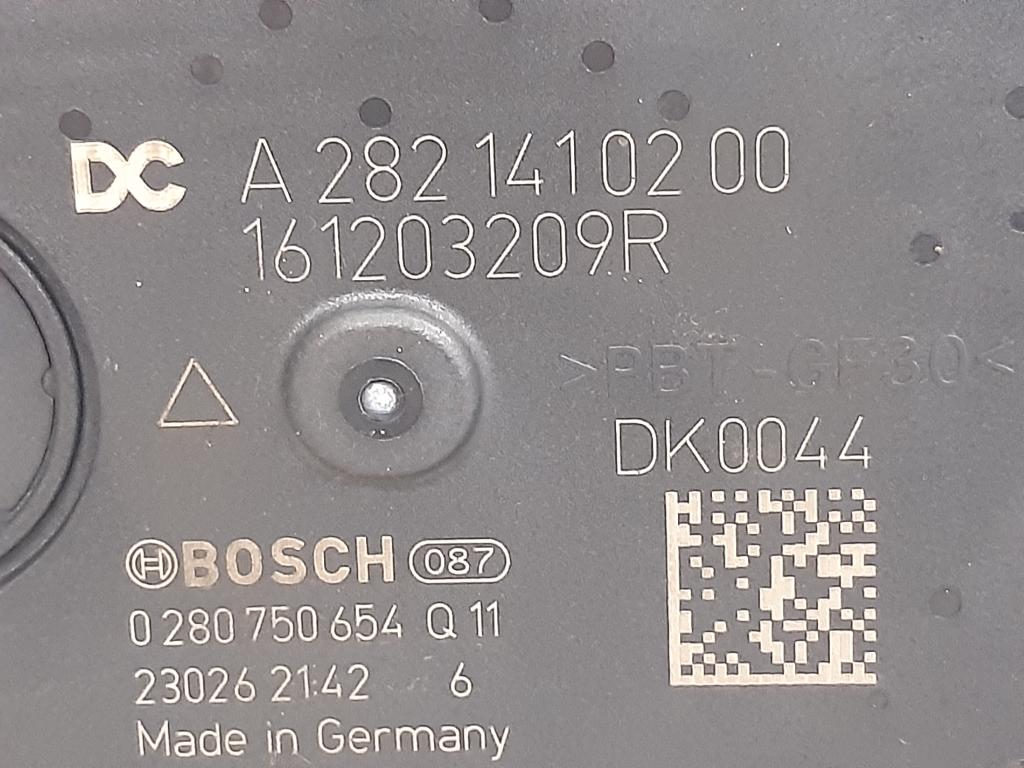 DC A 282 141 02 00
161203209R
>PBT-GF30<
DK0044
BOSCH 087
0 280 750 654 Q 11
230262 21:42 6
Made in Germany